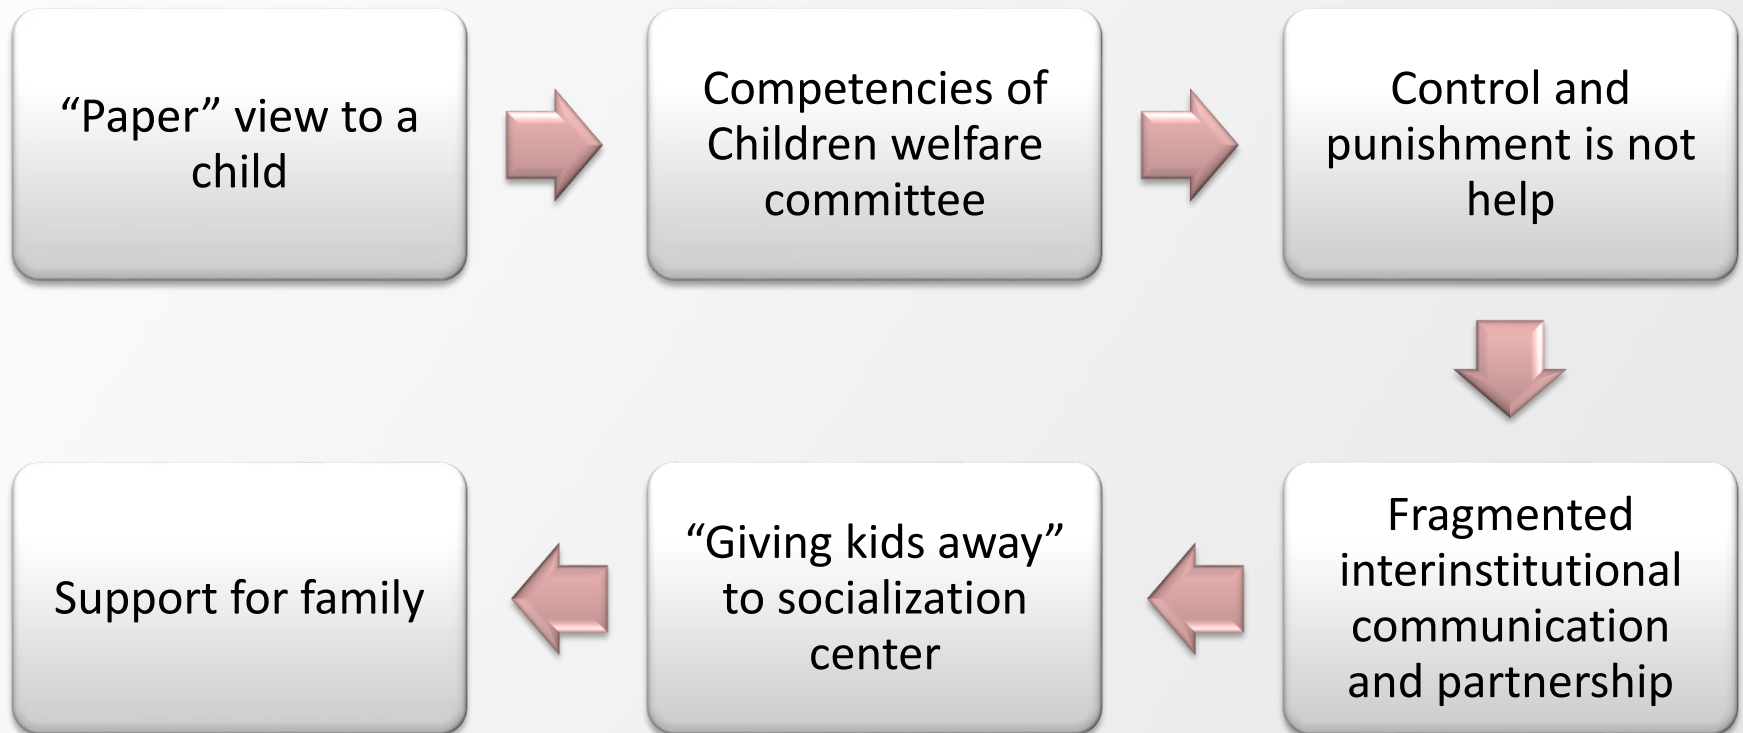 “Paper” view to a
child
Competencies of
Children welfare
committee
Control and
punishment is not
help
Fragmented
interinstitutional
communication
and partnership
“Giving kids away”
to socialization
center
Support for family